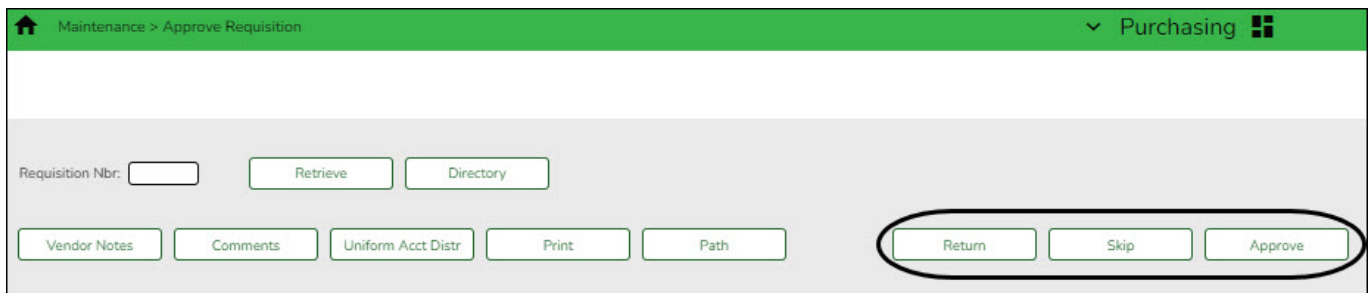 Maintenance > Approve Requisition Purchasing
Requisition Nbr: Retrieve Directory
Vendor Notes Comments Uniform Acct Distr Print Path Return Skip Approve